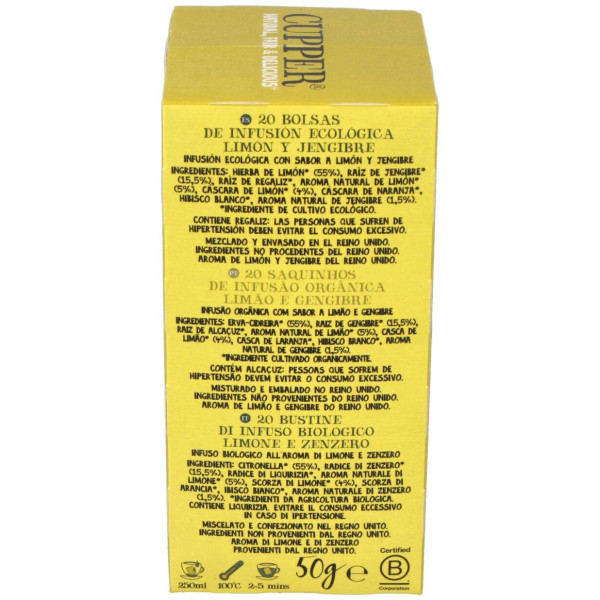 CUPPER®
NATURAL, FAIR & DELICIOUS
ES 20 BOLSAS
DE INFUSIÓN ECOLÓGICA
LIMÓN Y JENGIBRE
INFUSIÓN ECOLÓGICA CON SABOR A LIMÓN Y JENGIBRE
INGREDIENTES: HIERBA DE LIMÓN* (55%), RAÍZ DE JENGIBRE*
(15,5%), RAÍZ DE REGALIZ*, AROMA NATURAL DE LIMÓN*
(5%), CÁSCARA DE LIMÓN* (4%), CÁSCARA DE NARANJA*,
HIBISCO BLANCO*, AROMA NATURAL DE JENGIBRE (1,5%).
*INGREDIENTE DE CULTIVO ECOLÓGICO.
CONTIENE REGALIZ: LAS PERSONAS QUE SUFREN DE
HIPERTENSIÓN DEBEN EVITAR EL CONSUMO EXCESIVO.
MEZCLADO Y ENVASADO EN EL REINO UNIDO.
INGREDIENTES NO PROCEDENTES DEL REINO UNIDO.
AROMA DE LIMÓN Y JENGIBRE DEL REINO UNIDO.
PT 20 SAQUINHOS
DE INFUSÃO ORGÂNICA
LIMÃO E GENGIBRE
INFUSÃO ORGÂNICA COM SABOR A LIMÃO E GENGIBRE
INGREDIENTES: ERVA-CIDREIRA* (55%), RAIZ DE GENGIBRE* (15,5%),
RAIZ DE ALCAÇUZ*, AROMA NATURAL DE LIMÃO* (5%), CASCA DE
LIMÃO* (4%), CASCA DE LARANJA*, HIBISCO BRANCO*, AROMA
NATURAL DE GENGIBRE (1,5%).
*INGREDIENTE CULTIVADO ORGANICAMENTE.
CONTÉM ALCAÇUZ: PESSOAS QUE SOFREM DE
HIPERTENSÃO DEVEM EVITAR O CONSUMO EXCESSIVO.
MISTURADO E EMBALADO NO REINO UNIDO.
INGREDIENTES NÃO PROVENIENTES DO REINO UNIDO.
AROMA DE LIMÃO E GENGIBRE DO REINO UNIDO.
IT 20 BUSTINE
DI INFUSO BIOLOGICO
LIMONE E ZENZERO
INFUSO BIOLOGICO ALL'AROMA DI LIMONE E ZENZERO
INGREDIENTI: CITRONELLA* (55%), RADICE DI ZENZERO*
(15,5%), RADICE DI LIQUIRIZIA*, AROMA NATURALE DI
LIMONE* (5%), SCORZA DI LIMONE* (4%), SCORZA DI
ARANCIA*, IBISCO BIANCO*, AROMA NATURALE DI ZENZERO
(1,5%). *INGREDIENTI DA AGRICOLTURA BIOLOGICA.
CONTIENE LIQUIRIZIA. EVITARE IL CONSUMO ECCESSIVO
IN CASO DI IPERTENSIONE.
MISCELATO E CONFEZIONATO NEL REGNO UNITO.
INGREDIENTI NON PROVENIENTI DAL REGNO UNITO.
AROMA DI LIMONE E DI ZENZERO
PROVENIENTI DAL REGNO UNITO.
250ml 100°C 2-5 mins 50g e
Certified
B
Corporation